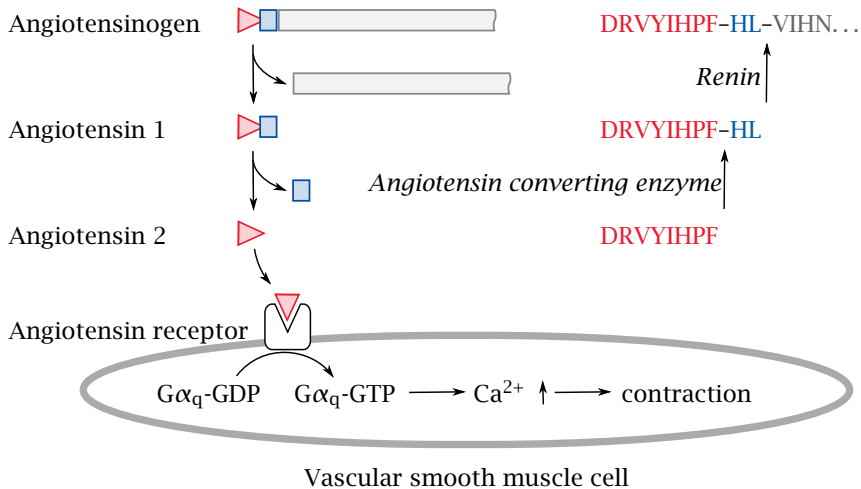 Angiotensinogen DRVYIHPF–HL–VIHN...
Renin
Angiotensin 1 DRVYIHPF–HL
Angiotensin converting enzyme
Angiotensin 2 DRVYIHPF
Angiotensin receptor
Gαq-GDP Gαq-GTP Ca²⁺ contraction
Vascular smooth muscle cell